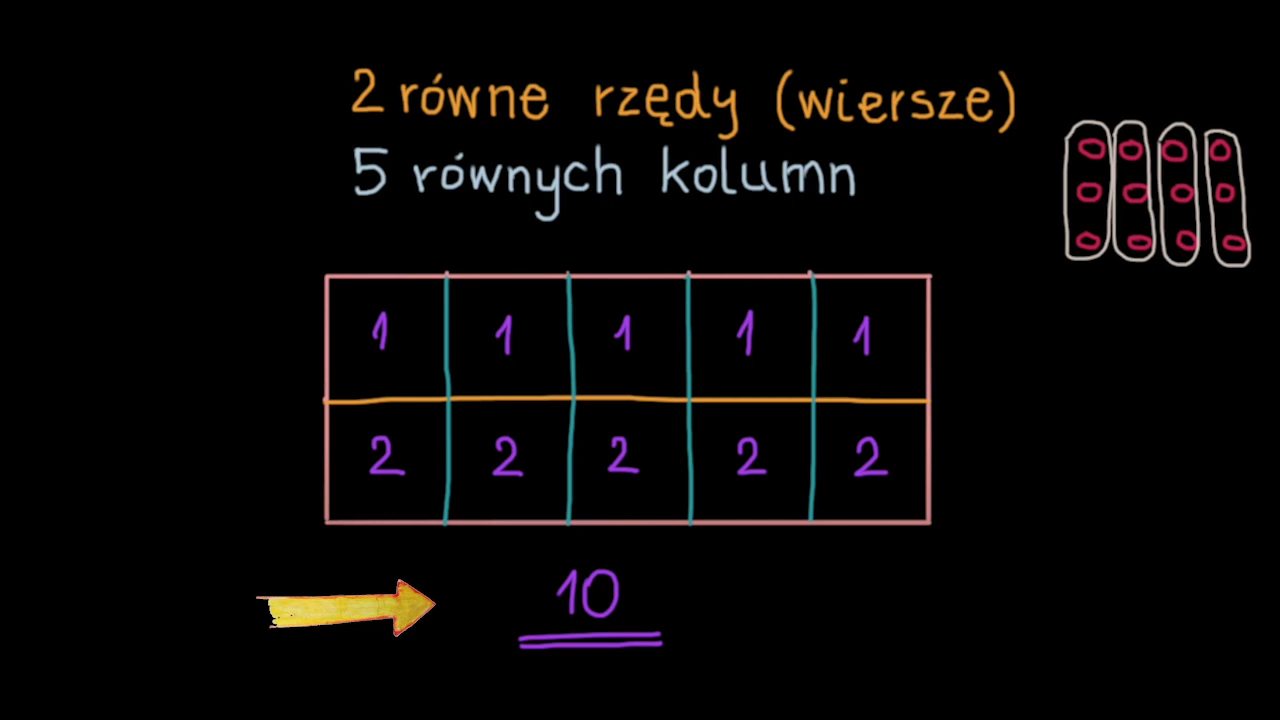 2 równe rzędy (wiersze)
5 równych kolumn
1 1 1 1 1
2 2 2 2 2
10